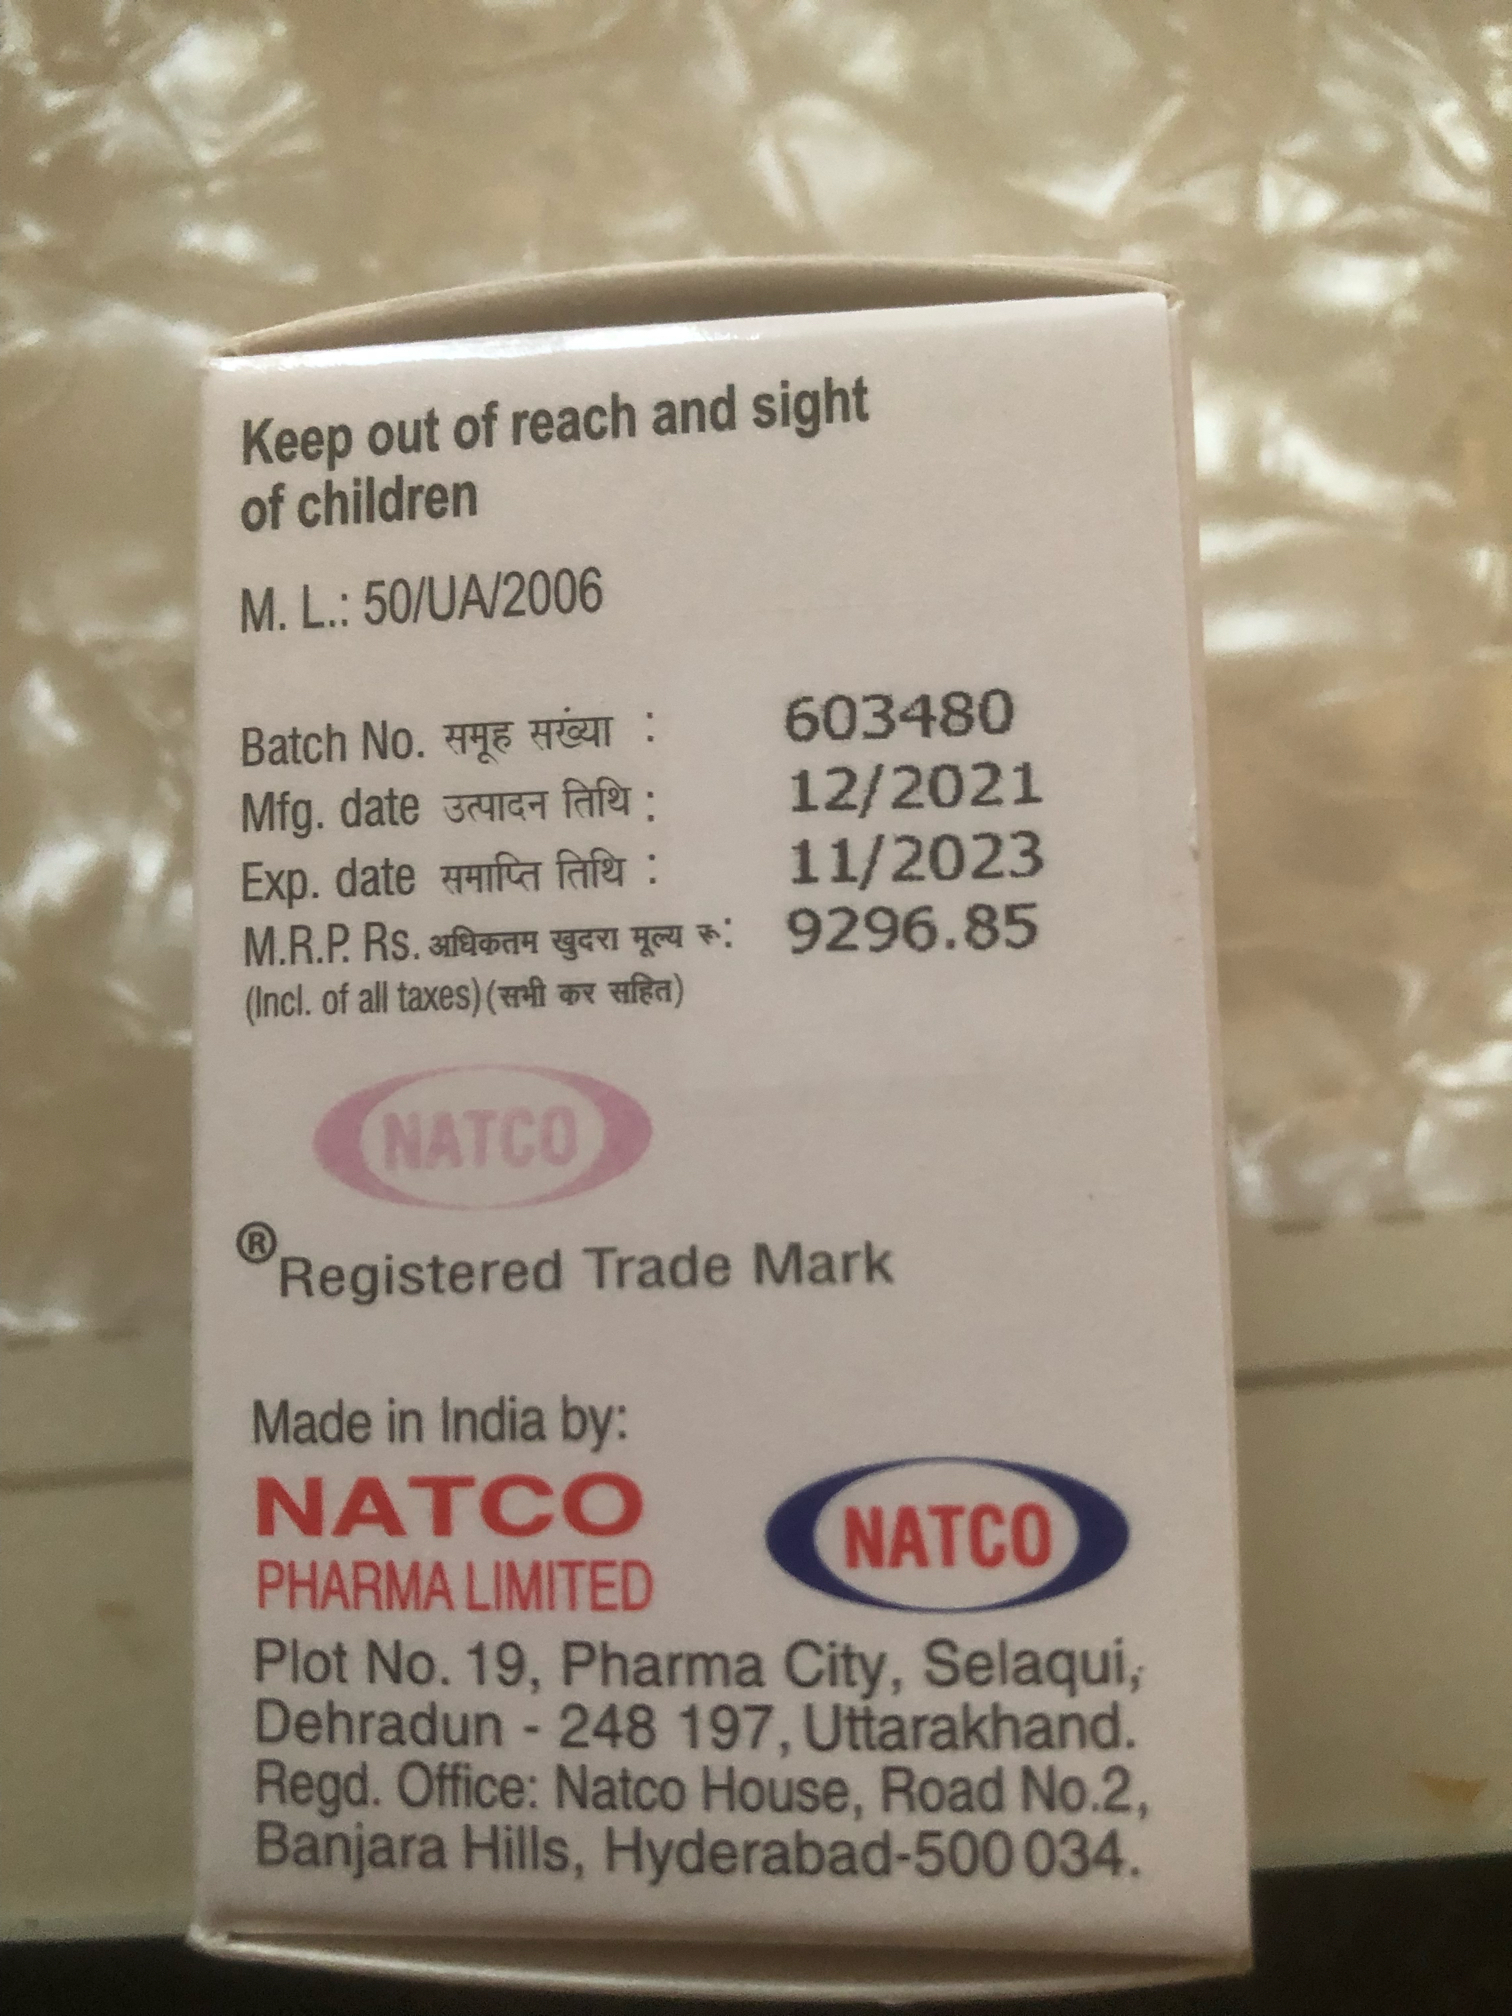 Keep out of reach and sight
of children
M. L.: 50/UA/2006
Batch No. समूह सख्ंया : 603480
Mfg. date उत्पादन तिथि : 12/2021
Exp. date समाप्ति तिथि : 11/2023
M.R.P. Rs. अधिकतम खुदरा मूल्य रू: 9296.85
(Incl. of all taxes) (सभी कर सहित)
NATCO
® Registered Trade Mark
Made in India by:
NATCO
PHARMA LIMITED
NATCO
Plot No. 19, Pharma City, Selaqui,
Dehradun - 248 197, Uttarakhand.
Regd. Office: Natco House, Road No.2,
Banjara Hills, Hyderabad-500 034.